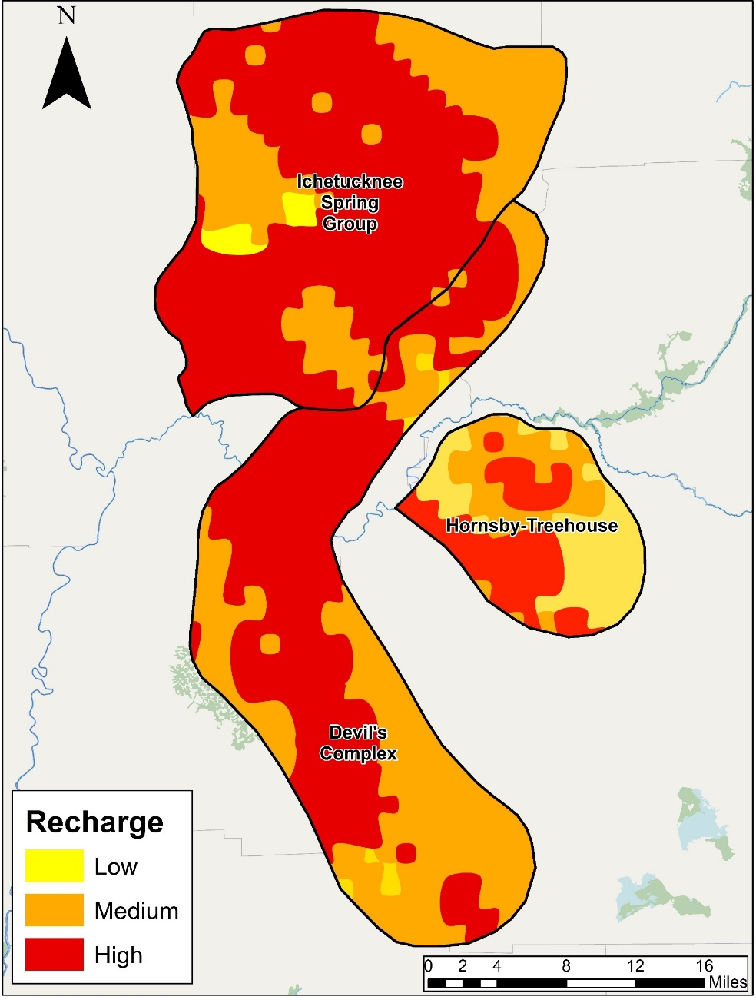 N
Ichetucknee
Spring
Group
Hornsby-Treehouse
Devil's
Complex
Recharge
Low
Medium
High
0 2 4 8 12 16
Miles